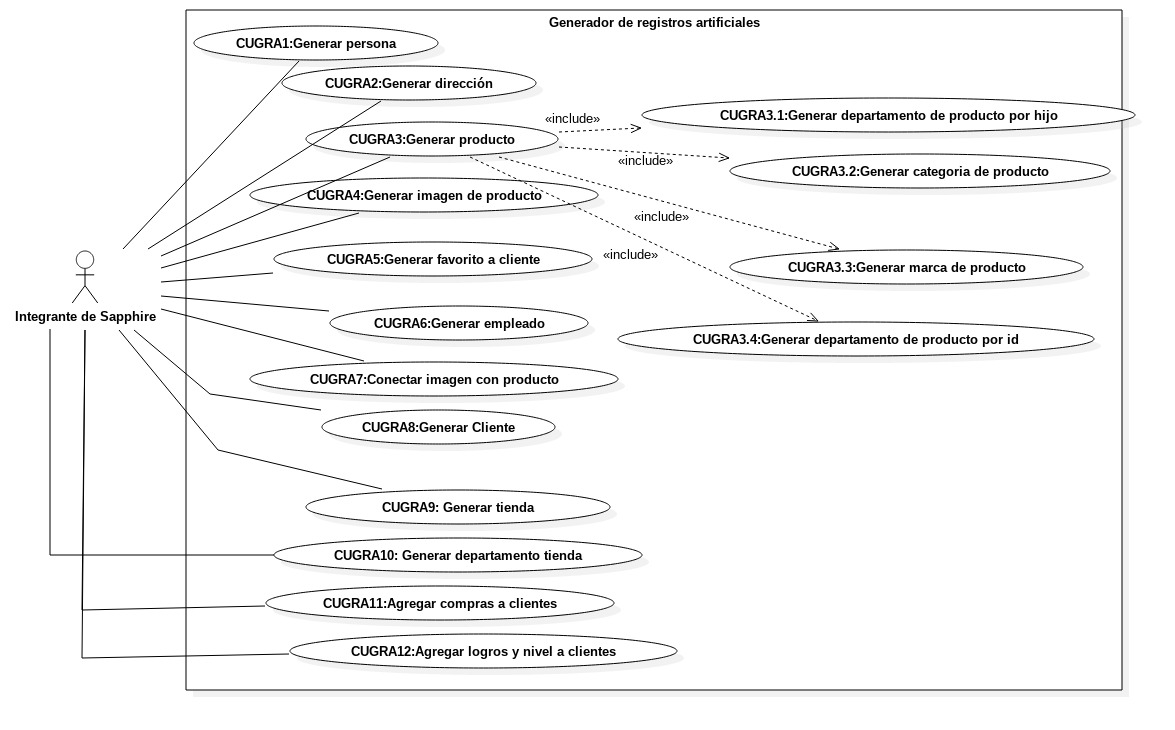 Generador de registros artificiales
CUGRA1:Generar persona
CUGRA2:Generar dirección
CUGRA3:Generar producto
«include»
CUGRA3.1:Generar departamento de producto por hijo
«include»
CUGRA3.2:Generar categoria de producto
CUGRA4:Generar imagen de producto
«include»
«include»
CUGRA5:Generar favorito a cliente
CUGRA3.3:Generar marca de producto
Integrante de Sapphire
CUGRA6:Generar empleado
CUGRA3.4:Generar departamento de producto por id
CUGRA7:Conectar imagen con producto
CUGRA8:Generar Cliente
CUGRA9: Generar tienda
CUGRA10: Generar departamento tienda
CUGRA11:Agregar compras a clientes
CUGRA12:Agregar logros y nivel a clientes